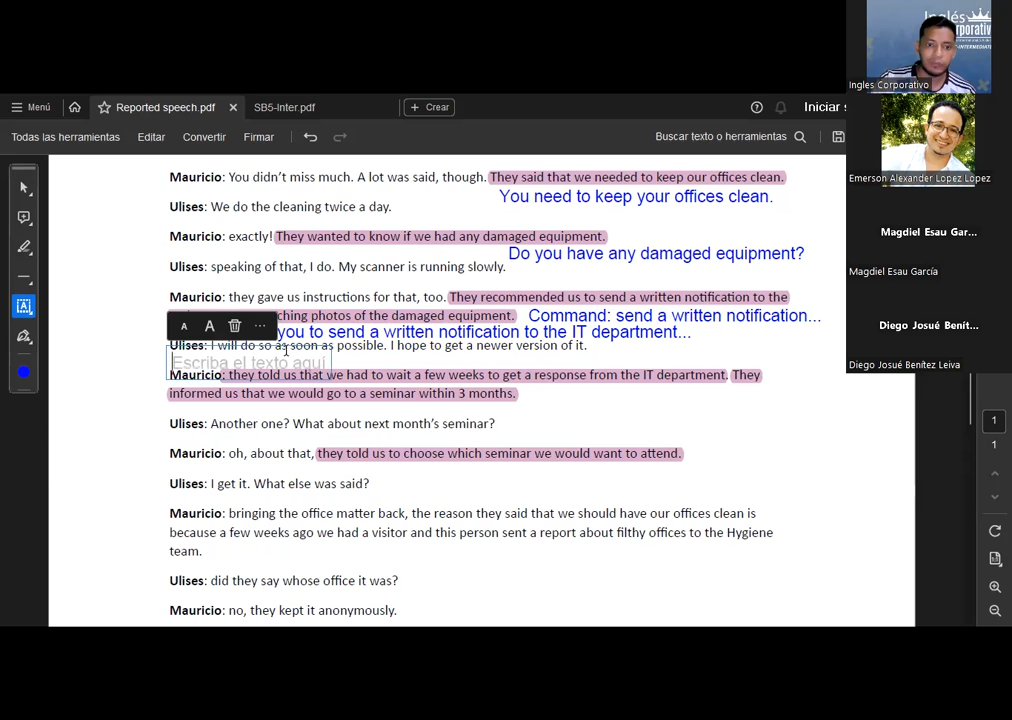 Inglés
Corporativo
-INTERMEDIATE
Ingles Corporativo
Menú
Reported speech.pdf
SB5-Inter.pdf
Crear
Iniciar s
Todas las herramientas
Editar
Convertir
Firmar
Buscar texto o herramientas
Emerson Alexander Lopez Lopez
Magdiel Esau Gar...
Magdiel Esau García
Diego Josué Benít...
Diego Josué Benítez Leiva
Mauricio: You didn't miss much. A lot was said, though. They said that we needed to keep our offices clean.
You need to keep your offices clean.
Ulises: We do the cleaning twice a day.
Mauricio: exactly! They wanted to know if we had any damaged equipment.
Do you have any damaged equipment?
Ulises: speaking of that, I do. My scanner is running slowly.
Mauricio: they gave us instructions for that, too. They recommended us to send a written notification to the
ching photos of the damaged equipment.
Command: send a written notification...
you to send a written notification to the IT department...
Ulises: I will do so as soon as possible. I hope to get a newer version of it.
Escriba el texto aquí
Mauricio: they told us that we had to wait a few weeks to get a response from the IT department. They
informed us that we would go to a seminar within 3 months.
Ulises: Another one? What about next month's seminar?
Mauricio: oh, about that, they told us to choose which seminar we would want to attend.
Ulises: I get it. What else was said?
Mauricio: bringing the office matter back, the reason they said that we should have our offices clean is
because a few weeks ago we had a visitor and this person sent a report about filthy offices to the Hygiene
team.
Ulises: did they say whose office it was?
Mauricio: no, they kept it anonymously.
1
1